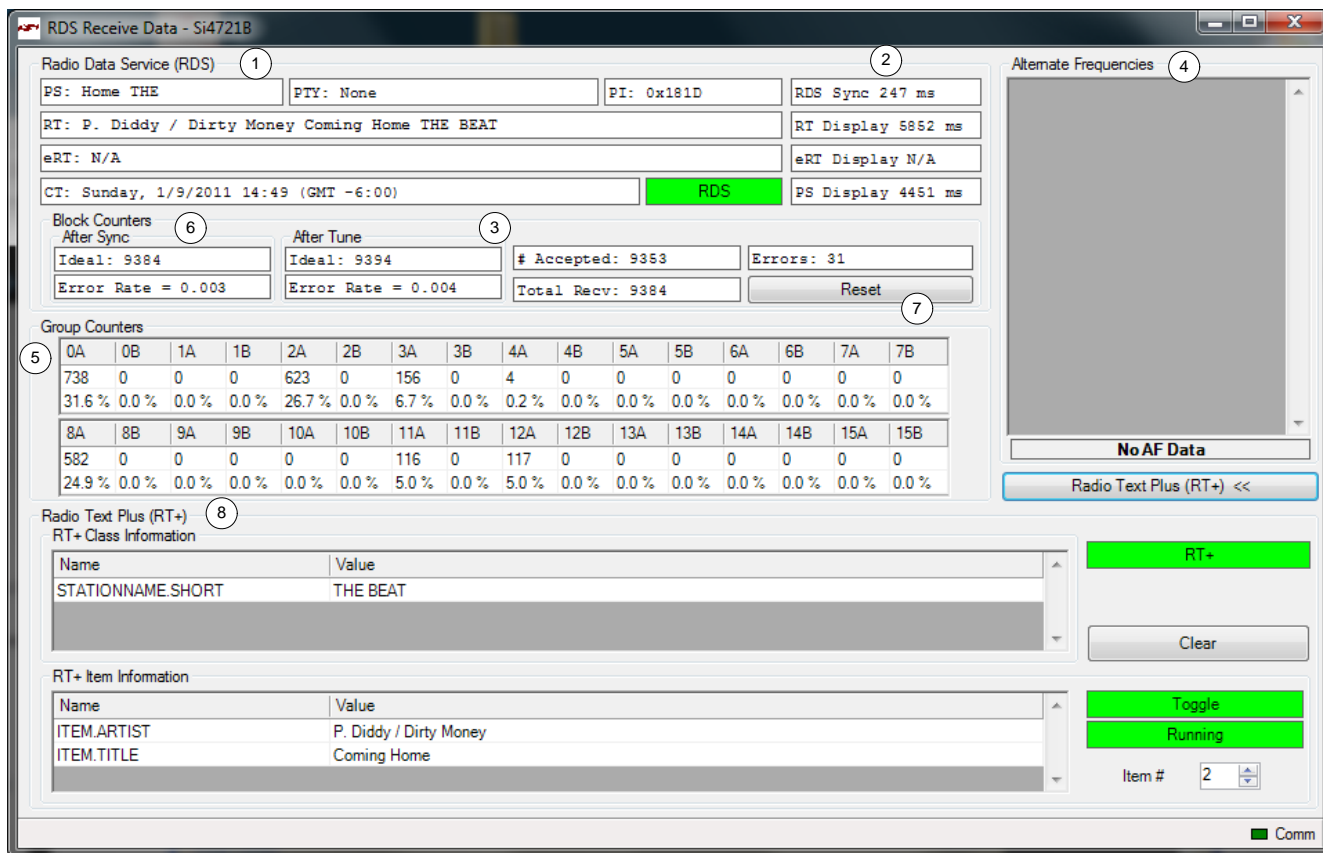 RDS Receive Data - Si4721B
Radio Data Service (RDS) 1 2
PS: Home THE PTY: None PI: 0x181D RDS Sync 247 ms
RT: P. Diddy / Dirty Money Coming Home THE BEAT RT Display 5852 ms
eRT: N/A eRT Display N/A
CT: Sunday, 1/9/2011 14:49 (GMT -6:00) RDS PS Display 4451 ms
Block Counters
After Sync 6 After Tune 3
Ideal: 9384 Ideal: 9394 # Accepted: 9353 Errors: 31
Error Rate = 0.003 Error Rate = 0.004 Total Recv: 9384 Reset
7
Alternate Frequencies 4
No AF Data
Radio Text Plus (RT+) <<
Group Counters
5
0A 0B 1A 1B 2A 2B 3A 3B 4A 4B 5A 5B 6A 6B 7A 7B
738 0 0 0 623 0 156 0 4 0 0 0 0 0 0 0
31.6 % 0.0 % 0.0 % 0.0 % 26.7 % 0.0 % 6.7 % 0.0 % 0.2 % 0.0 % 0.0 % 0.0 % 0.0 % 0.0 % 0.0 % 0.0 %
8A 8B 9A 9B 10A 10B 11A 11B 12A 12B 13A 13B 14A 14B 15A 15B
582 0 0 0 0 0 116 0 117 0 0 0 0 0 0 0
24.9 % 0.0 % 0.0 % 0.0 % 0.0 % 0.0 % 5.0 % 0.0 % 5.0 % 0.0 % 0.0 % 0.0 % 0.0 % 0.0 % 0.0 % 0.0 %
Radio Text Plus (RT+) 8
RT+ Class Information
Name Value
STATIONNAME.SHORT THE BEAT
RT+
Clear
RT+ Item Information
Name Value
ITEM.ARTIST P. Diddy / Dirty Money
ITEM.TITLE Coming Home
Toggle
Running
Item # 2
Comm